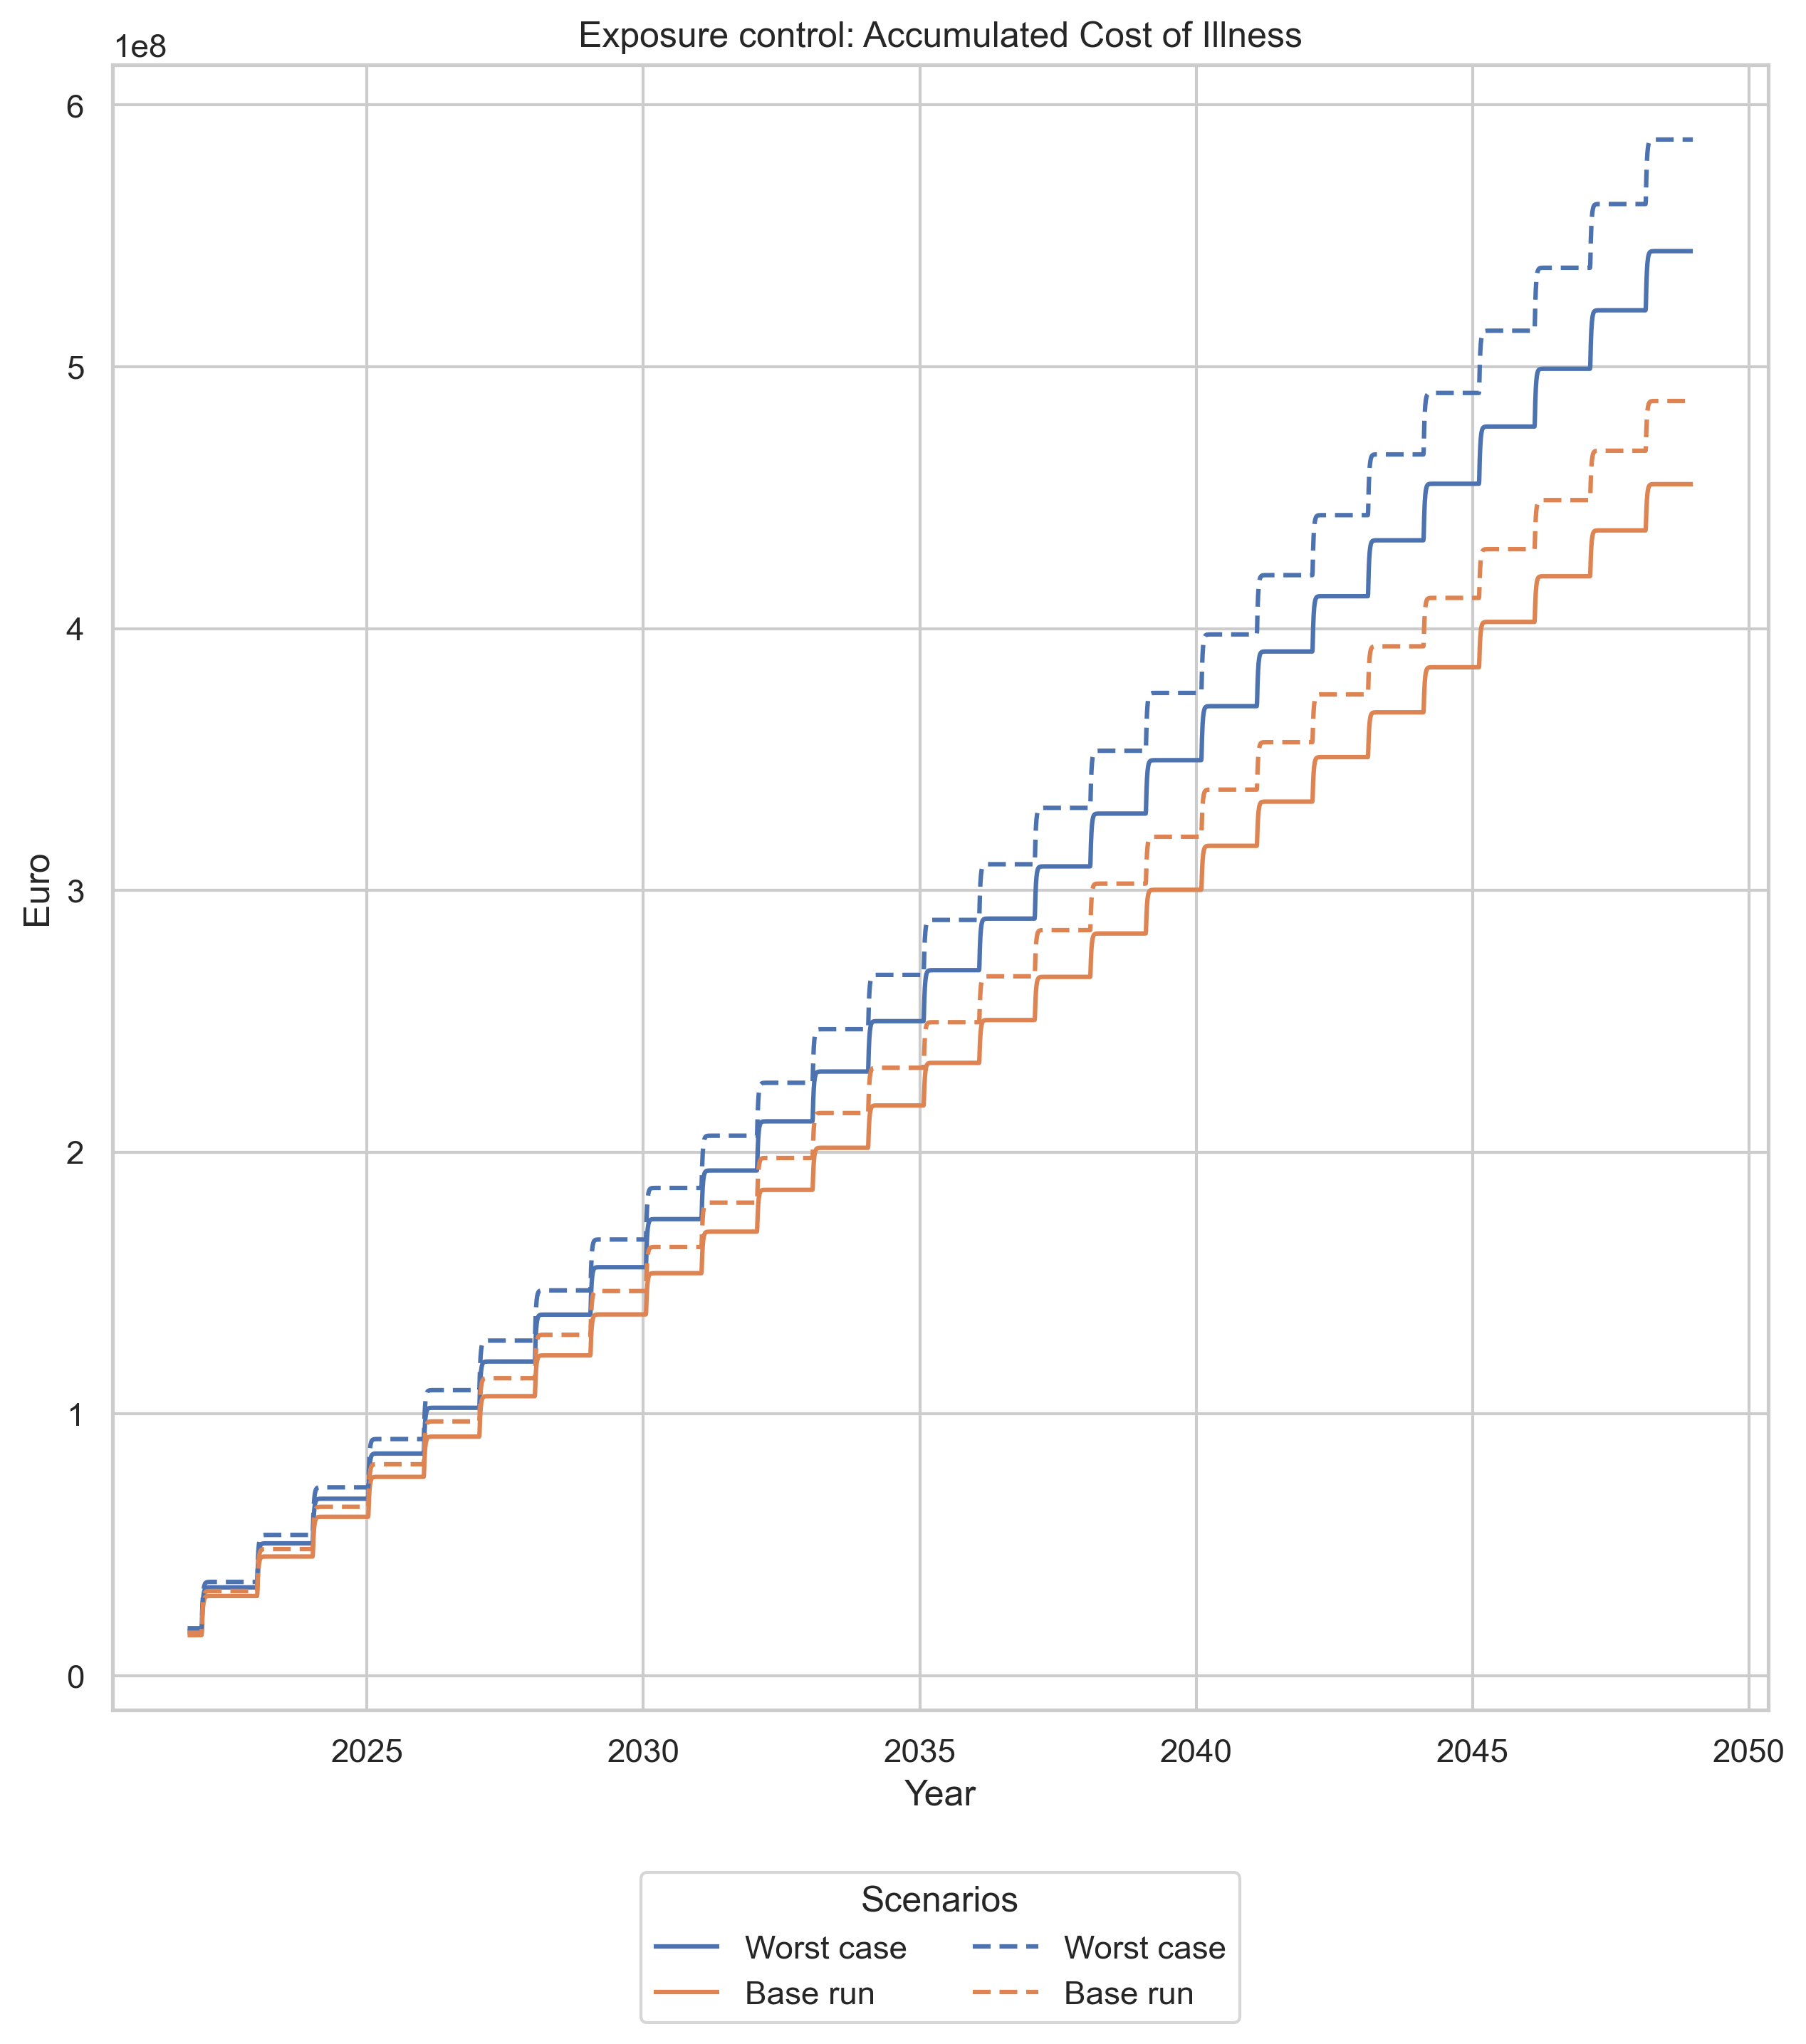 Exposure control: Accumulated Cost of Illness
1e8
6
5
4
3
2
1
0
Euro
2025 2030 2035 2040 2045 2050
Year
Scenarios
Worst case Worst case
Base run Base run